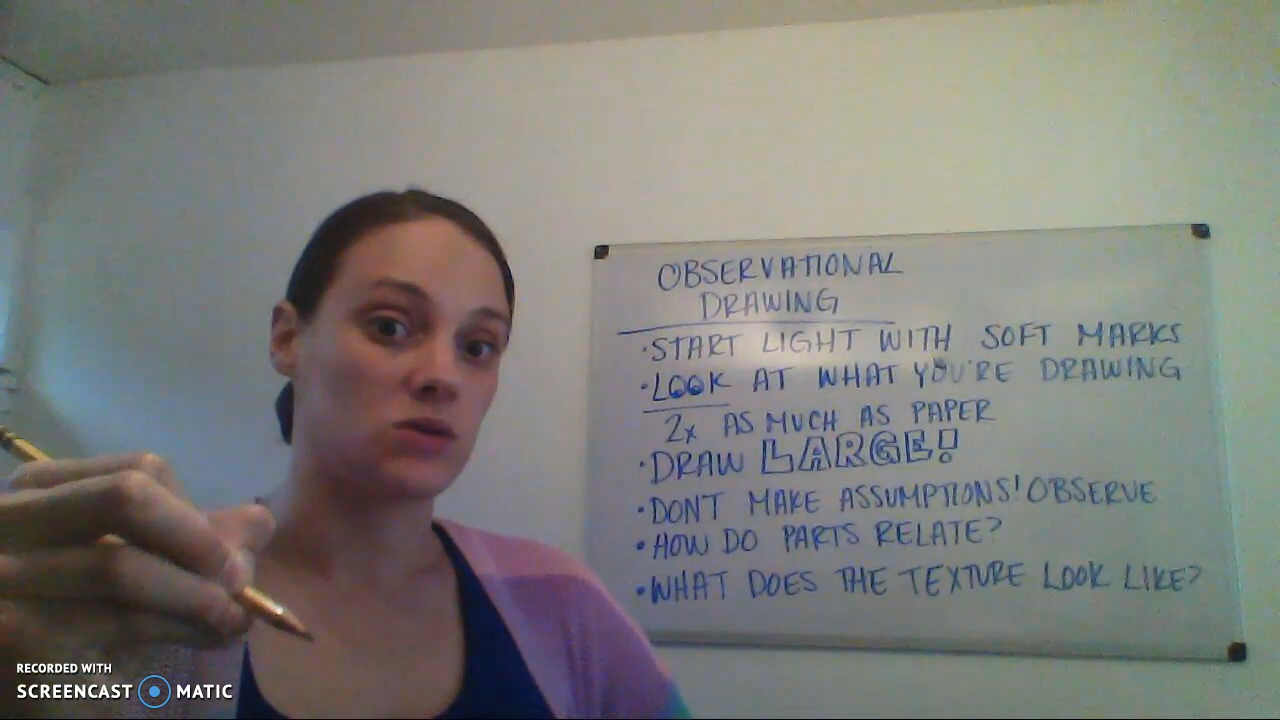 OBSERVATIONAL
DRAWING
·START LIGHT WITH SOFT MARKS
·LOOK AT WHAT YOU'RE DRAWING
2x AS MUCH AS PAPER
·DRAW LARGE!
·DON'T MAKE ASSUMPTIONS! OBSERVE
·HOW DO PARTS RELATE?
·WHAT DOES THE TEXTURE LOOK LIKE?
RECORDED WITH
SCREENCAST MATIC